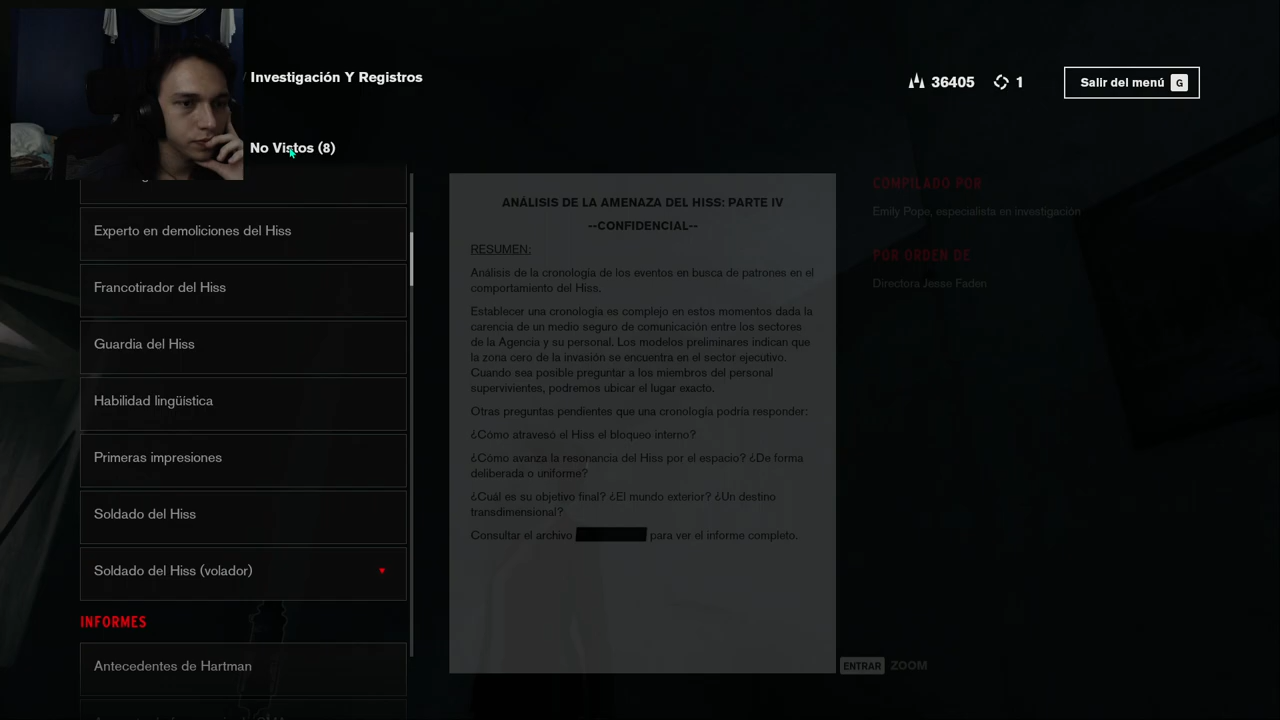 / Investigación Y Registros
36405
1
Salir del menú G
No Vistos (8)
Experto en demoliciones del Hiss
Francotirador del Hiss
Guardia del Hiss
Habilidad lingüística
Primeras impresiones
Soldado del Hiss
Soldado del Hiss (volador)
INFORMES
Antecedentes de Hartman
ANÁLISIS DE LA AMENAZA DEL HISS: PARTE IV
--CONFIDENCIAL--
RESUMEN:
Análisis de la cronología de los eventos en busca de patrones en el
comportamiento del Hiss.
Establecer una cronología es complejo en estos momentos dada la
carencia de un medio seguro de comunicación entre los sectores
de la Agencia y su personal. Los modelos preliminares indican que
la zona cero de la invasión se encuentra en el sector ejecutivo.
Cuando sea posible preguntar a los miembros del personal
supervivientes, podremos ubicar el lugar exacto.
Otras preguntas pendientes que una cronología podría responder:
¿Cómo atravesó el Hiss el bloqueo interno?
¿Cómo avanza la resonancia del Hiss por el espacio? ¿De forma
deliberada o uniforme?
¿Cuál es su objetivo final? ¿El mundo exterior? ¿Un destino
transdimensional?
Consultar el archivo para ver el informe completo.
COMPILADO POR
Emily Pope, especialista en investigación
POR ORDEN DE
Directora Jesse Faden
ENTRAR ZOOM